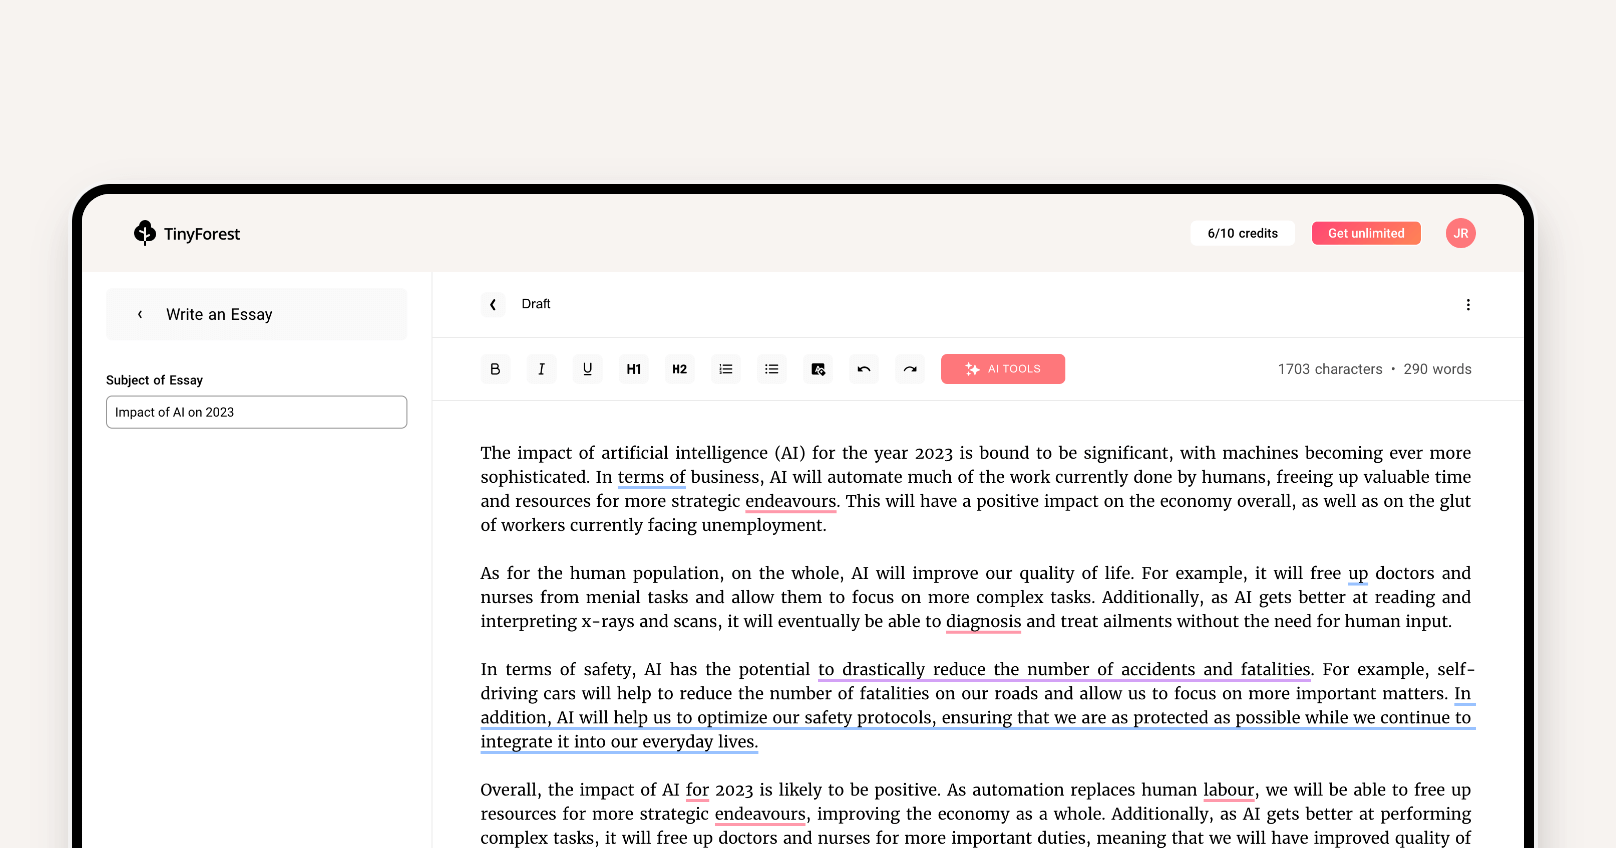 TinyForest
6/10 credits
Get unlimited
JR
Write an Essay
Draft
Subject of Essay
Impact of AI on 2023
B I U H1 H2
AI TOOLS
1703 characters • 290 words
The impact of artificial intelligence (AI) for the year 2023 is bound to be significant, with machines becoming ever more
sophisticated. In terms of business, AI will automate much of the work currently done by humans, freeing up valuable time
and resources for more strategic endeavours. This will have a positive impact on the economy overall, as well as on the glut
of workers currently facing unemployment.
As for the human population, on the whole, AI will improve our quality of life. For example, it will free up doctors and
nurses from menial tasks and allow them to focus on more complex tasks. Additionally, as AI gets better at reading and
interpreting x-rays and scans, it will eventually be able to diagnosis and treat ailments without the need for human input.
In terms of safety, AI has the potential to drastically reduce the number of accidents and fatalities. For example, self-
driving cars will help to reduce the number of fatalities on our roads and allow us to focus on more important matters. In
addition, AI will help us to optimize our safety protocols, ensuring that we are as protected as possible while we continue to
integrate it into our everyday lives.
Overall, the impact of AI for 2023 is likely to be positive. As automation replaces human labour, we will be able to free up
resources for more strategic endeavours, improving the economy as a whole. Additionally, as AI gets better at performing
complex tasks, it will free up doctors and nurses for more important duties, meaning that we will have improved quality of